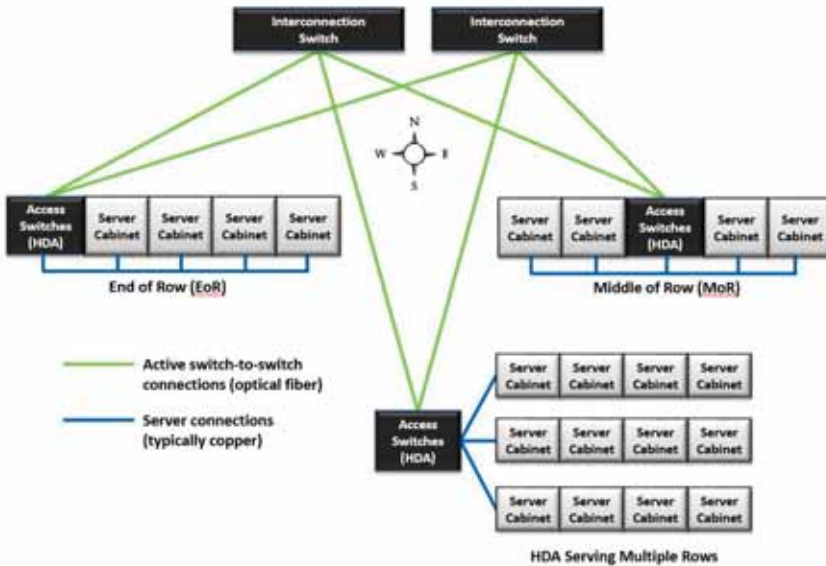 Interconnection
Switch
Interconnection
Switch
N
W
E
S
Access
Switches
(HDA)
Server
Cabinet
Server
Cabinet
Server
Cabinet
Server
Cabinet
End of Row (EoR)
Server
Cabinet
Server
Cabinet
Access
Switches
(HDA)
Server
Cabinet
Server
Cabinet
Middle of Row (MoR)
Active switch-to-switch
connections (optical fiber)
Server connections
(typically copper)
Access
Switches
(HDA)
Server
Cabinet
Server
Cabinet
Server
Cabinet
Server
Cabinet
Server
Cabinet
Server
Cabinet
Server
Cabinet
Server
Cabinet
Server
Cabinet
Server
Cabinet
Server
Cabinet
Server
Cabinet
HDA Serving Multiple Rows